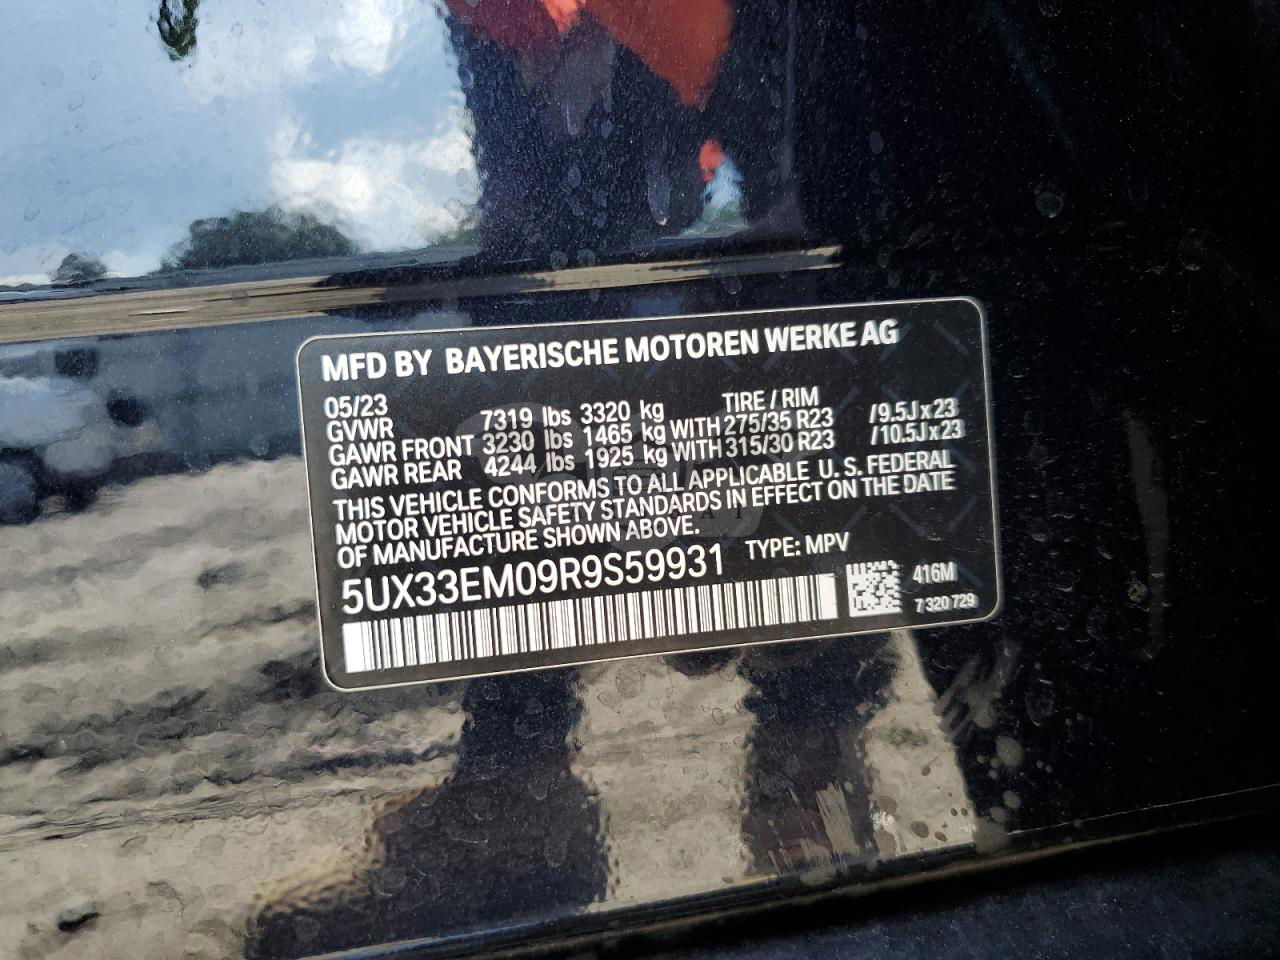 MFD BY BAYERISCHE MOTOREN WERKE AG
05/23 TIRE / RIM
GVWR 7319 lbs 3320 kg
GAWR FRONT 3230 lbs 1465 kg WITH 275/35 R23 /9.5J x 23
GAWR REAR 4244 lbs 1925 kg WITH 315/30 R23 /10.5J x 23
THIS VEHICLE CONFORMS TO ALL APPLICABLE U.S. FEDERAL
MOTOR VEHICLE SAFETY STANDARDS IN EFFECT ON THE DATE
OF MANUFACTURE SHOWN ABOVE.
5UX33EM09R9S59931 TYPE: MPV
416M
7 320 729